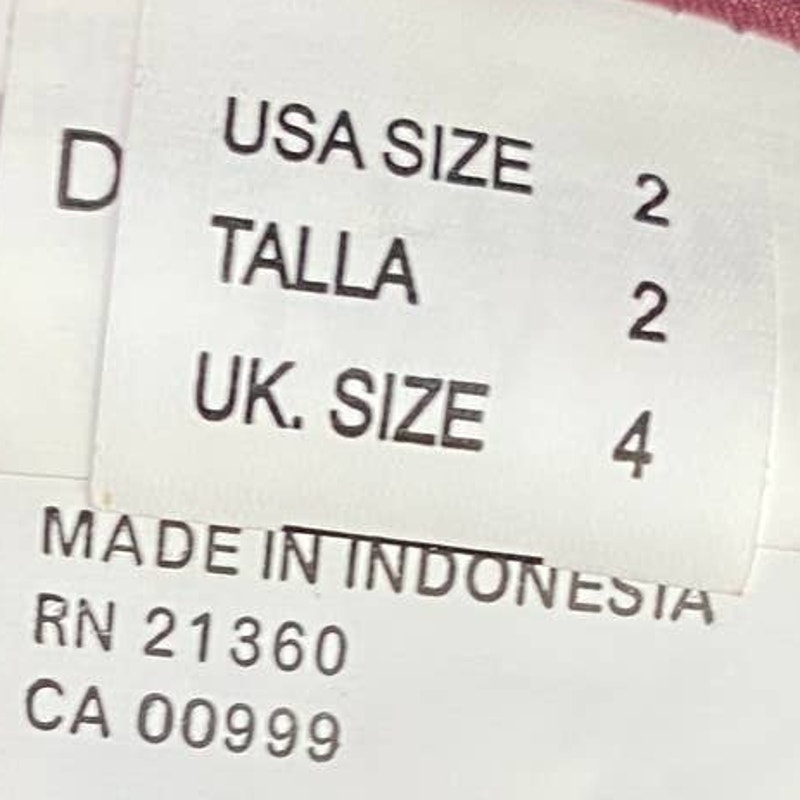 D
USA SIZE 2
TALLA 2
UK. SIZE 4
MADE IN INDONESIA
RN 21360
CA 00999